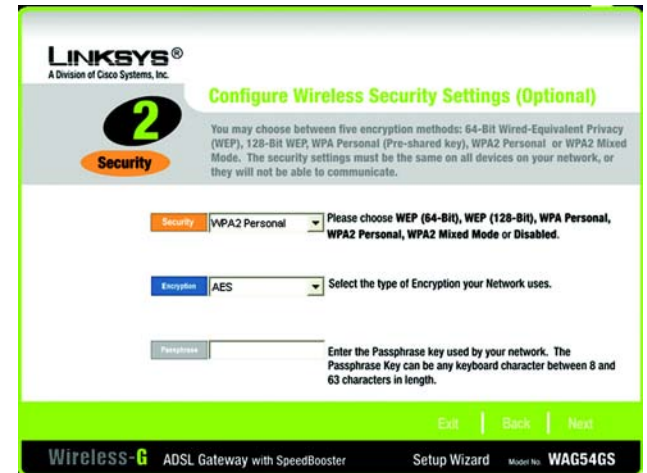 LINKSYS®
A Division of Cisco Systems, Inc.
2
Security
Configure Wireless Security Settings (Optional)
You may choose between five encryption methods: 64-Bit Wired-Equivalent Privacy
(WEP), 128-Bit WEP, WPA Personal (Pre-shared key), WPA2 Personal or WPA2 Mixed
Mode. The security settings must be the same on all devices on your network, or
they will not be able to communicate.
Security
WPA2 Personal
Please choose WEP (64-Bit), WEP (128-Bit), WPA Personal,
WPA2 Personal, WPA2 Mixed Mode or Disabled.
Encryption
AES
Select the type of Encryption your Network uses.
Passphrase
Enter the Passphrase key used by your network. The
Passphrase Key can be any keyboard character between 8 and
63 characters in length.
Exit | Back | Next
Wireless-G ADSL Gateway with SpeedBooster Setup Wizard Model No. WAG54GS